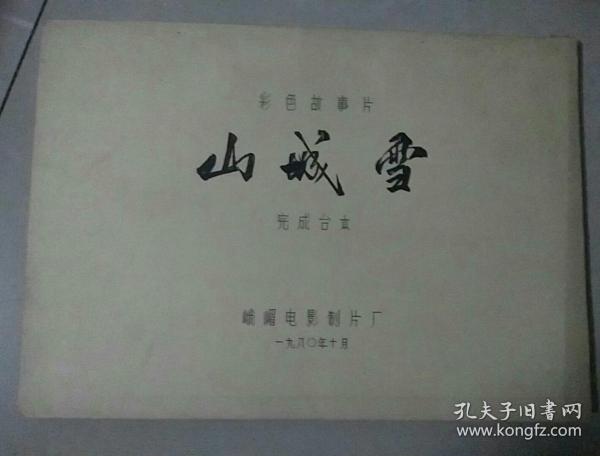 彩色故事片
山城雪
完成台本
峨嵋电影制片厂
一九八〇年十月
孔夫子旧书网
www.kongfz.com